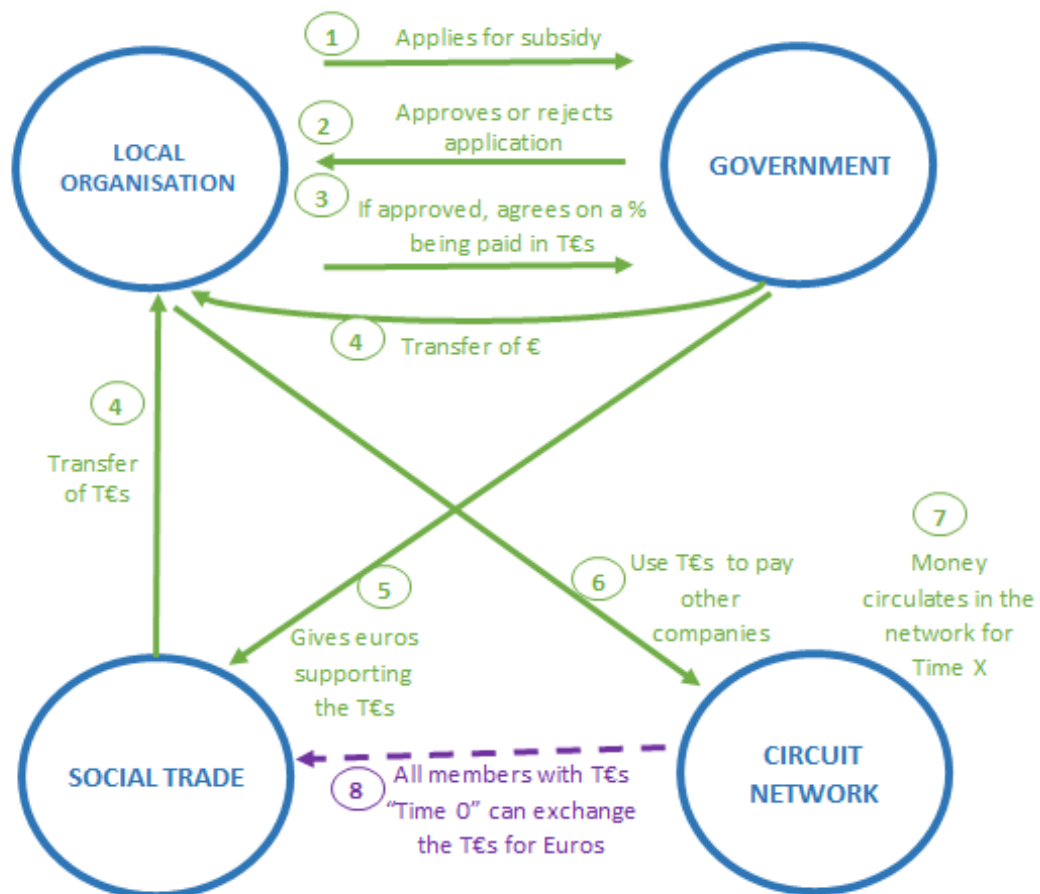 1
Applies for subsidy
2
Approves or rejects
application
LOCAL
ORGANISATION
GOVERNMENT
3
If approved, agrees on a %
being paid in T€s
4
Transfer of €
4
Transfer
of T€s
5
Gives euros
supporting
the T€s
6
Use T€s to pay
other
companies
7
Money
circulates in the
network for
Time X
SOCIAL TRADE
8
All members with T€s
“Time 0” can exchange
the T€s for Euros
CIRCUIT
NETWORK